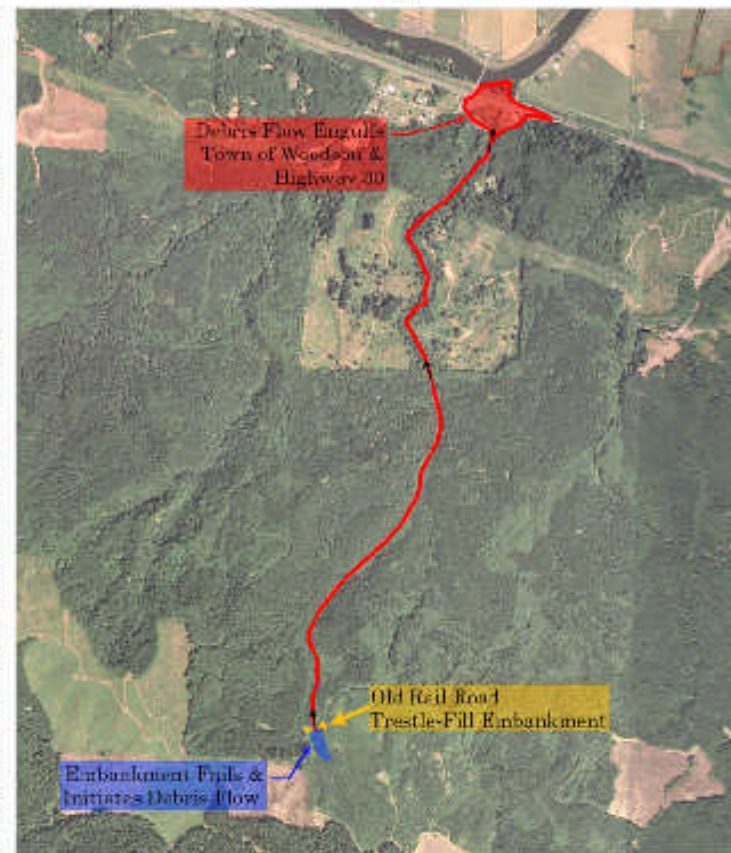 Debris Flow Engulfs
Town of Woodson &
Highway 30
Old Rail Road
Trestle-Fill Embankment
Embankment Fails &
Initiates Debris Flow